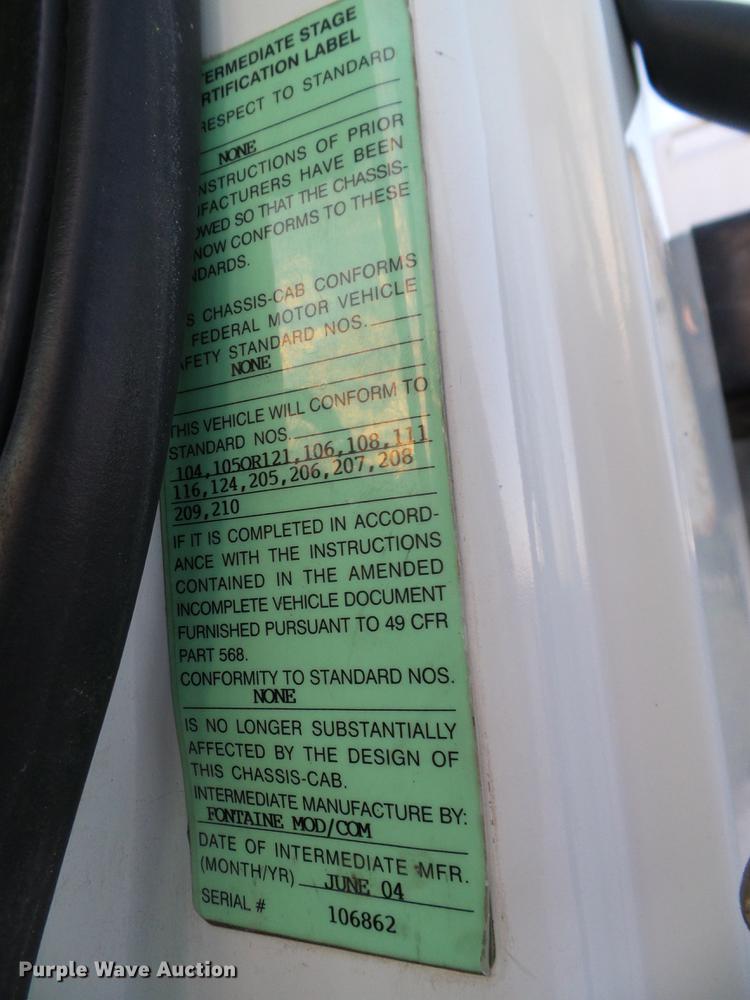 TERMEDIATE STAGE
RTIFICATION LABEL
RESPECT TO STANDARD
NONE
NSTRUCTIONS OF PRIOR
UFACTURERS HAVE BEEN
OWED SO THAT THE CHASSIS-
NOW CONFORMS TO THESE
NDARDS.
S CHASSIS-CAB CONFORMS
FEDERAL MOTOR VEHICLE
AFETY STANDARD NOS.
NONE
THIS VEHICLE WILL CONFORM TO
STANDARD NOS.
104,105OR121,106,108,111
116,124,205,206,207,208
209,210
IF IT IS COMPLETED IN ACCORD-
ANCE WITH THE INSTRUCTIONS
CONTAINED IN THE AMENDED
INCOMPLETE VEHICLE DOCUMENT
FURNISHED PURSUANT TO 49 CFR
PART 568.
CONFORMITY TO STANDARD NOS.
NONE
IS NO LONGER SUBSTANTIALLY
AFFECTED BY THE DESIGN OF
THIS CHASSIS-CAB.
INTERMEDIATE MANUFACTURE BY:
FONTAINE MOD/COM
DATE OF INTERMEDIATE MFR.
(MONTH/YR) JUNE 04
SERIAL # 106862
Purple Wave Auction